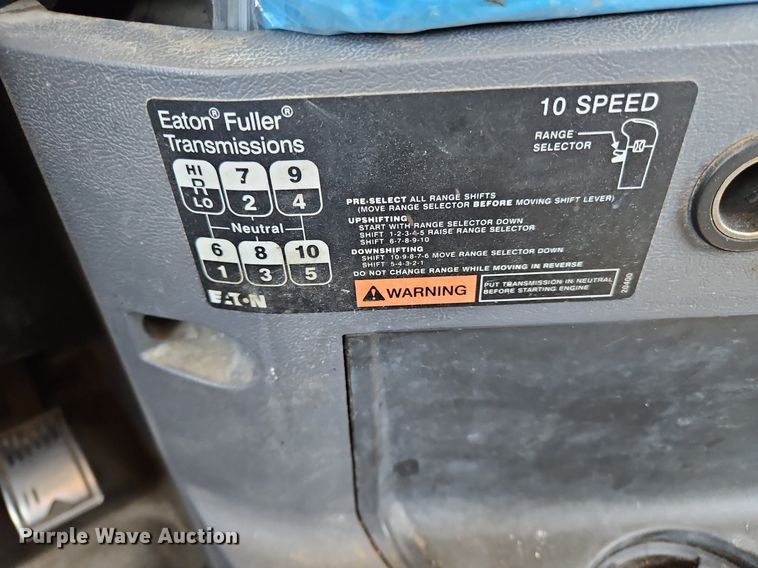 Eaton® Fuller®
Transmissions
10 SPEED
RANGE
SELECTOR
HI 7 9
R
LO 2 4
Neutral
6 8 10
1 3 5
EATON
PRE-SELECT ALL RANGE SHIFTS
(MOVE RANGE SELECTOR BEFORE MOVING SHIFT LEVER)
UPSHIFTING
START WITH RANGE SELECTOR DOWN
SHIFT 1-2-3-4-5 RAISE RANGE SELECTOR
SHIFT 6-7-8-9-10
DOWNSHIFTING
SHIFT 10-9-8-7-6 MOVE RANGE SELECTOR DOWN
SHIFT 5-4-3-2-1
DO NOT CHANGE RANGE WHILE MOVING IN REVERSE
WARNING
PUT TRANSMISSION IN NEUTRAL
BEFORE STARTING ENGINE
20400
Purple Wave Auction